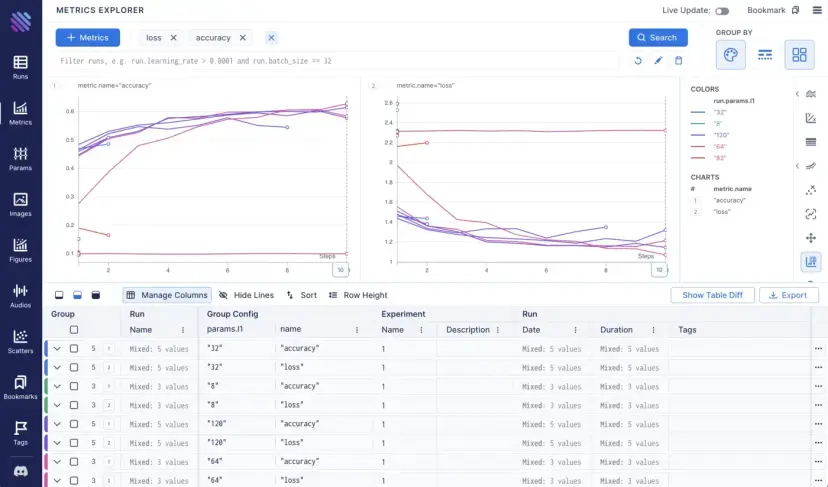 METRICS EXPLORER
Live Update:
Bookmark
+ Metrics
loss
accuracy
Search
GROUP BY
Filter runs, e.g. run.learning_rate > 0.0001 and run.batch_size == 32
Runs
Metrics
Params
Images
Figures
Audios
Scatters
Bookmarks
Tags
1
metric.name="accuracy"
0.6
0.5
0.4
0.3
0.2
0.1
2
4
6
8
10
Steps
2
metric.name="loss"
2.6
2.4
2.2
2
1.8
1.6
1.4
1.2
1
2
4
6
8
10
Steps
COLORS
run.params.l1
"32"
"8"
"120"
"64"
"82"
CHARTS
# metric.name
1 "accuracy"
2 "loss"
Manage Columns
Hide Lines
Sort
Row Height
Show Table Diff
Export
Group Run Group Config Experiment Run
Name params.l1 name Name Description Date Duration Tags
5 1 Mixed: 5 values "32" "accuracy" 1 Mixed: 5 values Mixed: 5 values
5 2 Mixed: 5 values "32" "loss" 1 Mixed: 5 values Mixed: 5 values
3 1 Mixed: 3 values "8" "accuracy" 1 Mixed: 3 values Mixed: 3 values
3 2 Mixed: 3 values "8" "loss" 1 Mixed: 3 values Mixed: 3 values
5 1 Mixed: 5 values "120" "accuracy" 1 Mixed: 5 values Mixed: 5 values
5 2 Mixed: 5 values "120" "loss" 1 Mixed: 5 values Mixed: 5 values
3 1 Mixed: 3 values "64" "accuracy" 1 Mixed: 3 values Mixed: 3 values
3 2 Mixed: 3 values "64" "loss" 1 Mixed: 3 values Mixed: 3 values